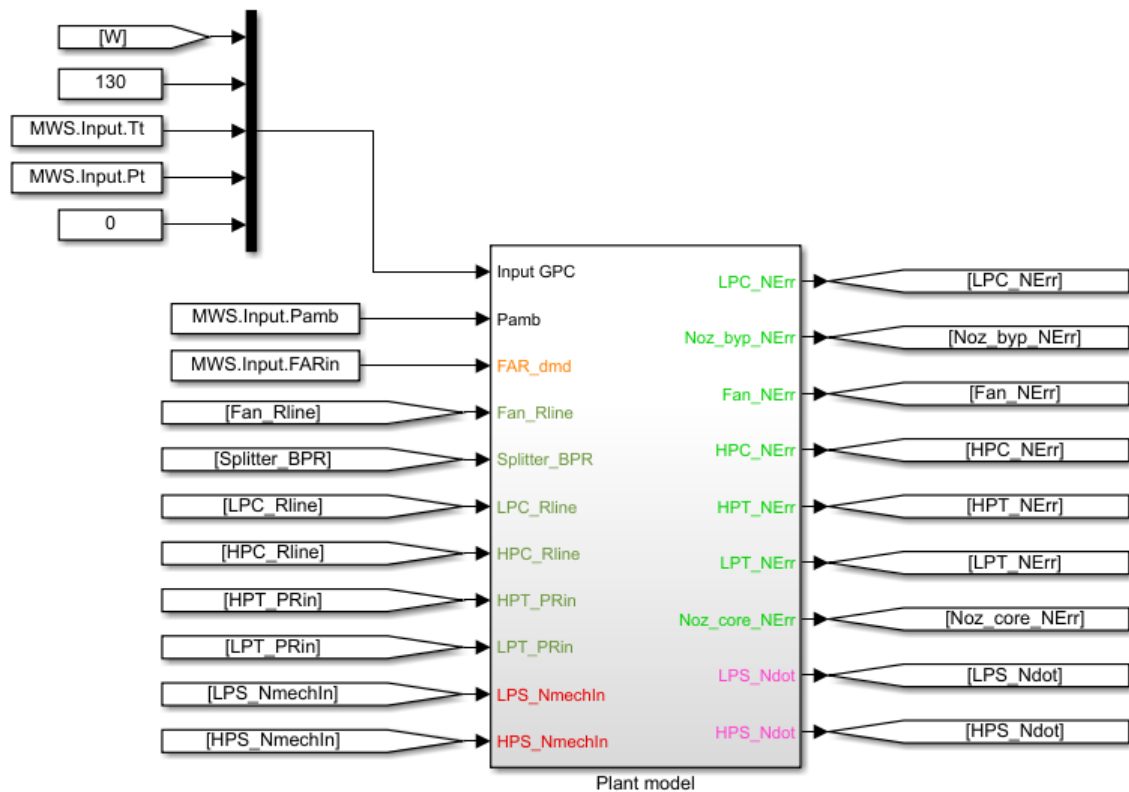 [W]
130
MWS.Input.Tt
MWS.Input.Pt
0
MWS.Input.Pamb
MWS.Input.FARin
[Fan_Rline]
[Splitter_BPR]
[LPC_Rline]
[HPC_Rline]
[HPT_PRin]
[LPT_PRin]
[LPS_NmechIn]
[HPS_NmechIn]
Input GPC
Pamb
FAR_dmd
Fan_Rline
Splitter_BPR
LPC_Rline
HPC_Rline
HPT_PRin
LPT_PRin
LPS_NmechIn
HPS_NmechIn
LPC_NErr
Noz_byp_NErr
Fan_NErr
HPC_NErr
HPT_NErr
LPT_NErr
Noz_core_NErr
LPS_Ndot
HPS_Ndot
[LPC_NErr]
[Noz_byp_NErr]
[Fan_NErr]
[HPC_NErr]
[HPT_NErr]
[LPT_NErr]
[Noz_core_NErr]
[LPS_Ndot]
[HPS_Ndot]
Plant model